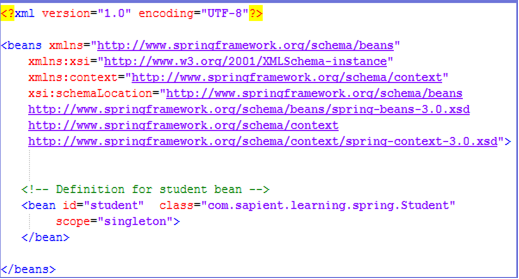 <?xml version="1.0" encoding="UTF-8"?>
<beans xmlns="http://www.springframework.org/schema/beans"
xmlns:xsi="http://www.w3.org/2001/XMLSchema-instance"
xmlns:context="http://www.springframework.org/schema/context"
xsi:schemaLocation="http://www.springframework.org/schema/beans
http://www.springframework.org/schema/beans/spring-beans-3.0.xsd
http://www.springframework.org/schema/context
http://www.springframework.org/schema/context/spring-context-3.0.xsd">
<!-- Definition for student bean -->
<bean id="student" class="com.sapient.learning.spring.Student"
scope="singleton">
</bean>
</beans>